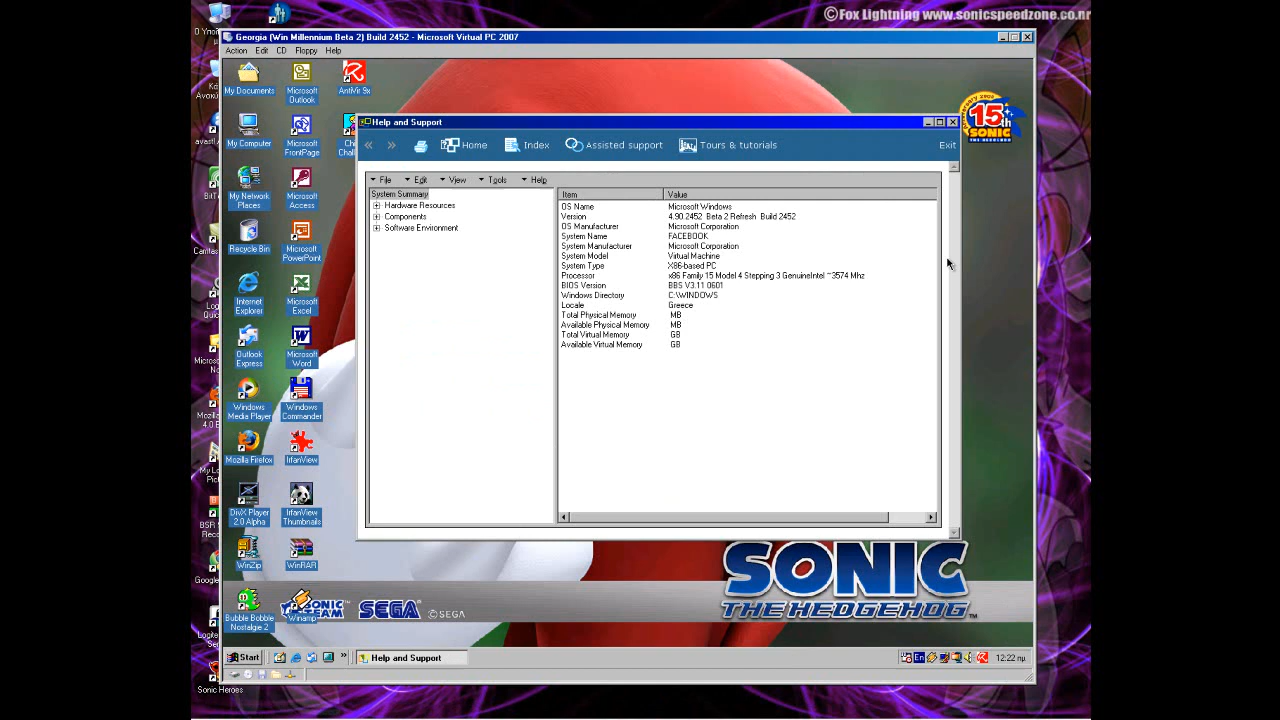 ©Fox Lightning www.sonicspeedzone.co.nr
Georgia (Win Millennium Beta 2) Build 2452 - Microsoft Virtual PC 2007
Action Edit CD Floppy Help
My Documents
Microsoft Outlook
AntiVir 9x
My Computer
Microsoft FrontPage
My Network Places
Microsoft Access
Recycle Bin
Microsoft PowerPoint
Internet Explorer
Microsoft Excel
Outlook Express
Microsoft Word
Windows Media Player
Windows Commander
Mozilla Firefox
IrfanView
DivX Player 2.0 Alpha
IrfanView Thumbnails
WinZip
WinRAR
Bubble Bobble Nostalgie 2
Winamp
Sonic Heroes
15th
SONIC
Help and Support
Home Index Assisted support Tours & tutorials Exit
File Edit View Tools Help
System Summary
Hardware Resources
Components
Software Environment
Item Value
OS Name Microsoft Windows
Version 4.90.2452 Beta 2 Refresh Build 2452
OS Manufacturer Microsoft Corporation
System Name FACEBOOK
System Manufacturer Microsoft Corporation
System Model Virtual Machine
System Type X86-based PC
Processor x86 Family 15 Model 4 Stepping 3 GenuineIntel ~3574 Mhz
BIOS Version BBS V3.11 0601
Windows Directory C:\WINDOWS
Locale Greece
Total Physical Memory MB
Available Physical Memory MB
Total Virtual Memory GB
Available Virtual Memory GB
SONIC
THE HEDGEHOG™
SEGA ©SEGA
Start Help and Support En 12:22 πμ